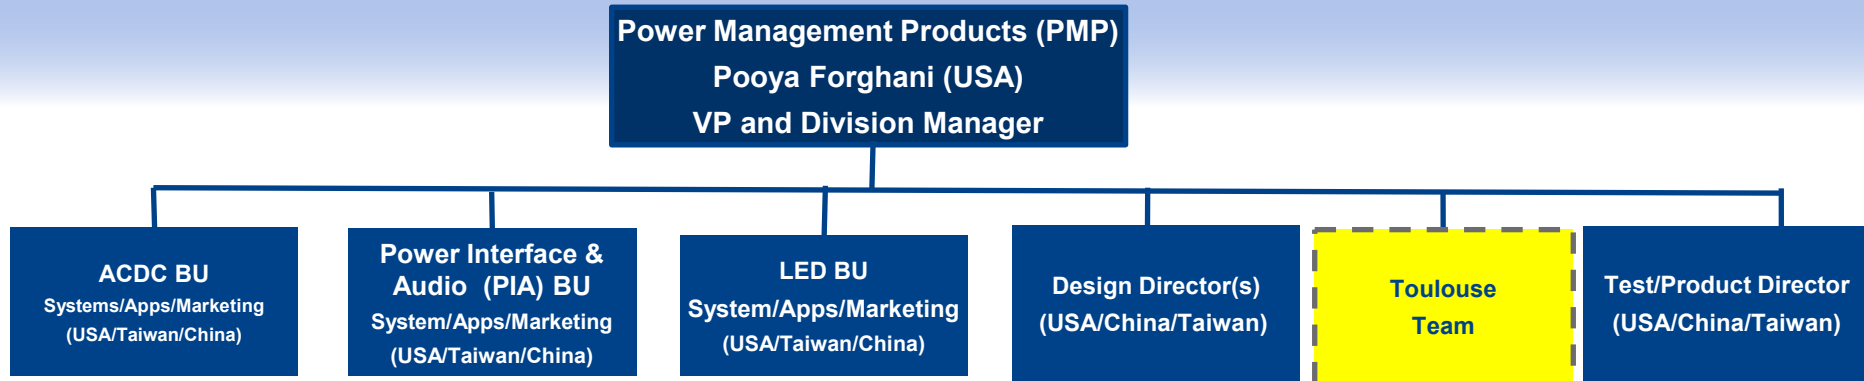 Power Management Products (PMP)
Pooya Forghani (USA)
VP and Division Manager
ACDC BU
Systems/Apps/Marketing
(USA/Taiwan/China)
Power Interface &
Audio (PIA) BU
System/Apps/Marketing
(USA/Taiwan/China)
LED BU
System/Apps/Marketing
(USA/Taiwan/China)
Design Director(s)
(USA/China/Taiwan)
Toulouse
Team
Test/Product Director
(USA/China/Taiwan)